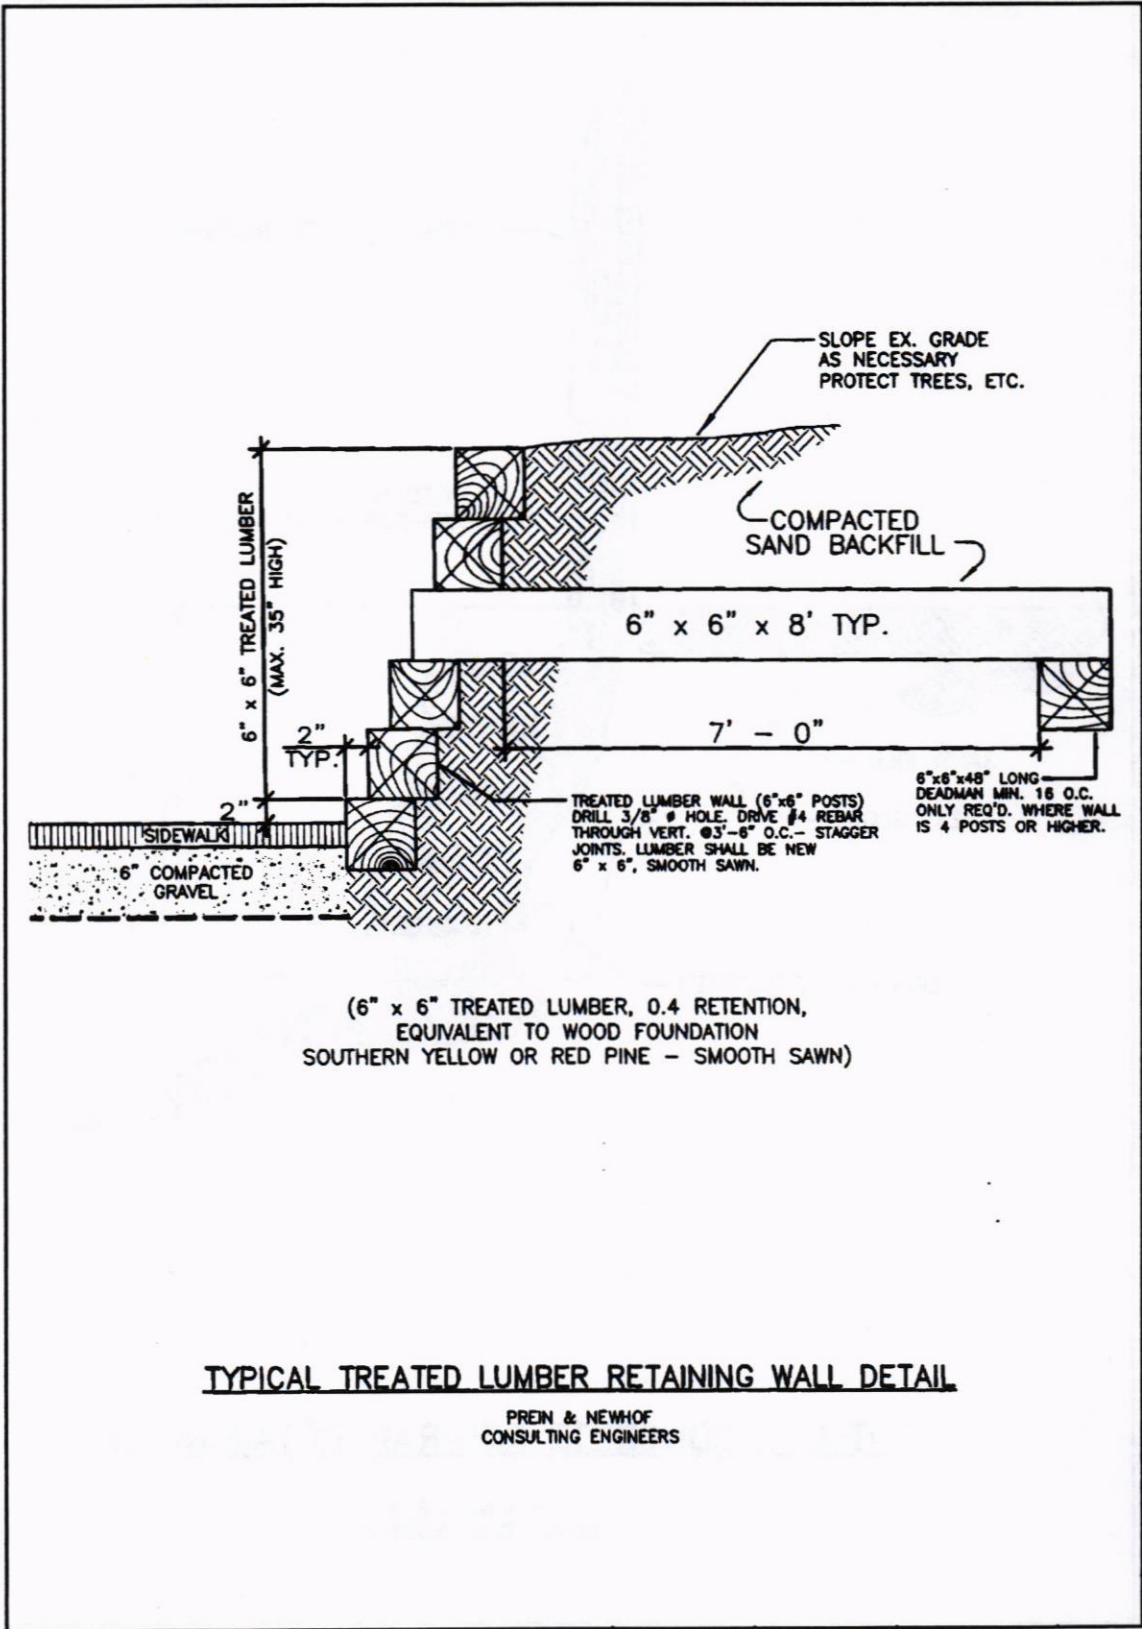 SLOPE EX. GRADE
AS NECESSARY
PROTECT TREES, ETC.
COMPACTED
SAND BACKFILL
6" x 6" TREATED LUMBER
(MAX. 35" HIGH)
6" x 6" x 8' TYP.
2"
TYP.
7' - 0"
2"
SIDEWALK
6" COMPACTED
GRAVEL
TREATED LUMBER WALL (6"x6" POSTS)
DRILL 3/8" ø HOLE. DRIVE #4 REBAR
THROUGH VERT. @3'-6" O.C.- STAGGER
JOINTS. LUMBER SHALL BE NEW
6" x 6", SMOOTH SAWN.
6"x6"x48" LONG
DEADMAN MIN. 16 O.C.
ONLY REQ'D. WHERE WALL
IS 4 POSTS OR HIGHER.
(6" x 6" TREATED LUMBER, 0.4 RETENTION,
EQUIVALENT TO WOOD FOUNDATION
SOUTHERN YELLOW OR RED PINE - SMOOTH SAWN)
TYPICAL TREATED LUMBER RETAINING WALL DETAIL
PREIN & NEWHOF
CONSULTING ENGINEERS